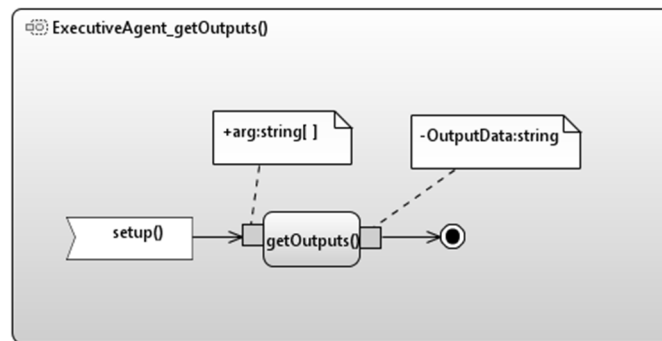 ExecutiveAgent_getOutputs()
+arg:string[ ]
-OutputData:string
setup()
getOutputs()